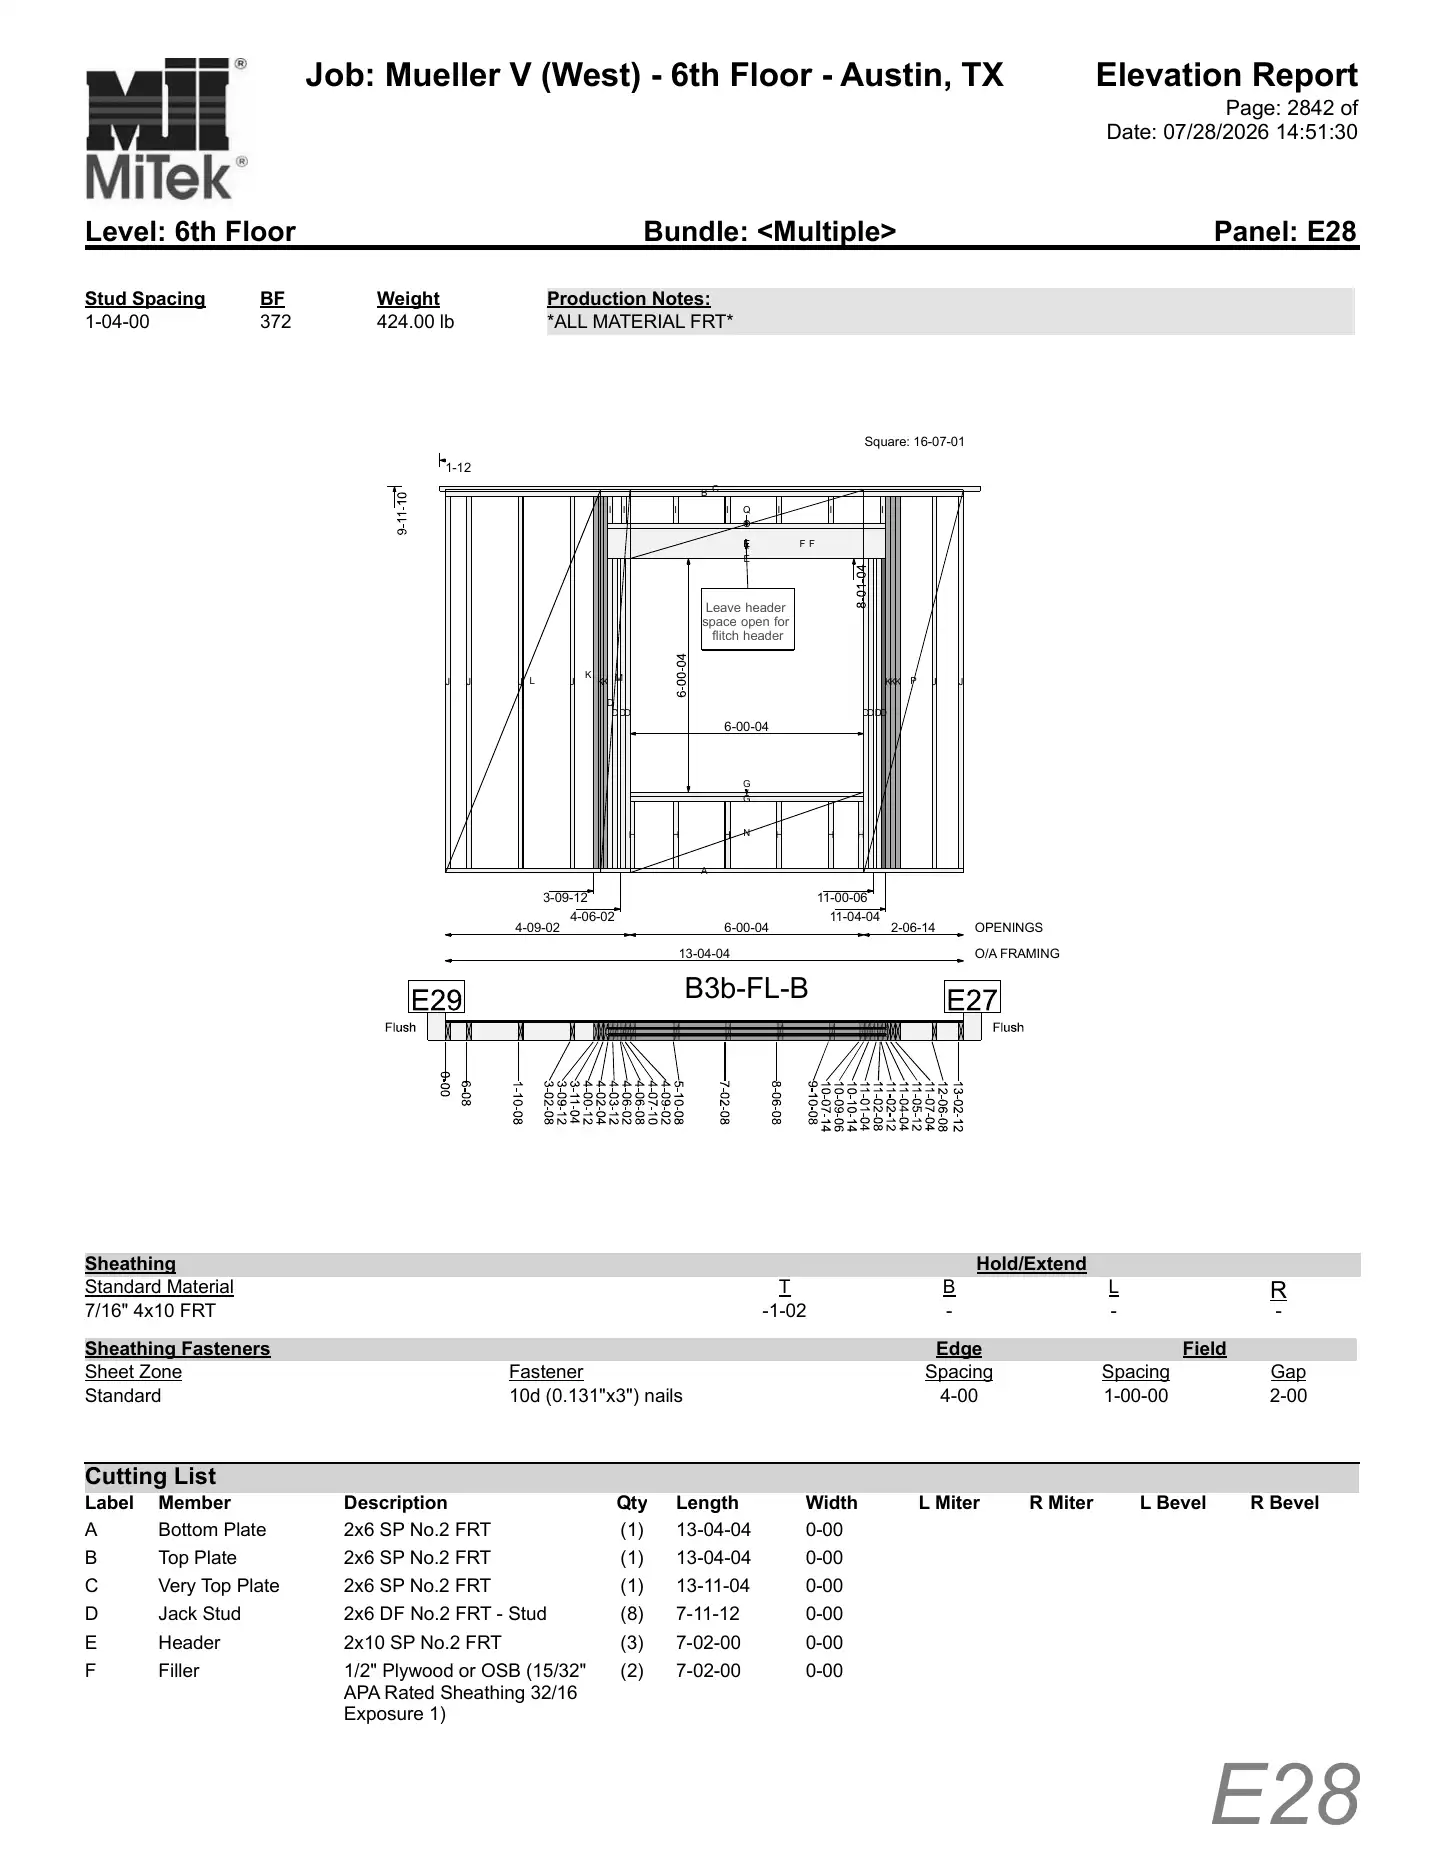 Job: Mueller V (West) - 6th Floor - Austin, TX
Elevation Report
Page: 2842 of
Date: 07/28/2026 14:51:30
MiTek
Level: 6th Floor Bundle: <Multiple> Panel: E28
Stud Spacing BF Weight Production Notes:
1-04-00 372 424.00 lb *ALL MATERIAL FRT*
Square: 16-07-01
1-12
9-11-10
C
B
I I I I Q I I I
E F F
E
8-01-04
Leave header
space open for
flitch header
6-00-04
K
J J L J K M K K K P J J
D
6-00-04
G
G
N
A
3-09-12 11-00-06
4-06-02 11-04-04
4-09-02 6-00-04 2-06-14 OPENINGS
13-04-04 O/A FRAMING
B3b-FL-B
E29 E27
Flush Flush
0-00
6-08
1-10-08
3-02-08
3-09-12
3-11-04
4-00-12
4-02-04
4-03-12
4-06-02
4-06-08
4-07-10
4-09-02
5-10-08
7-02-08
8-06-08
9-10-08
10-07-14
10-09-06
10-10-14
11-01-04
11-02-08
11-02-12
11-04-04
11-05-12
11-07-04
12-06-08
13-02-12
Sheathing Hold/Extend
Standard Material T B L R
7/16" 4x10 FRT -1-02 - - -
Sheathing Fasteners Edge Field
Sheet Zone Fastener Spacing Spacing Gap
Standard 10d (0.131"x3") nails 4-00 1-00-00 2-00
Cutting List
Label Member Description Qty Length Width L Miter R Miter L Bevel R Bevel
A Bottom Plate 2x6 SP No.2 FRT (1) 13-04-04 0-00
B Top Plate 2x6 SP No.2 FRT (1) 13-04-04 0-00
C Very Top Plate 2x6 SP No.2 FRT (1) 13-11-04 0-00
D Jack Stud 2x6 DF No.2 FRT - Stud (8) 7-11-12 0-00
E Header 2x10 SP No.2 FRT (3) 7-02-00 0-00
F Filler 1/2" Plywood or OSB (15/32" (2) 7-02-00 0-00
APA Rated Sheathing 32/16
Exposure 1)
E28